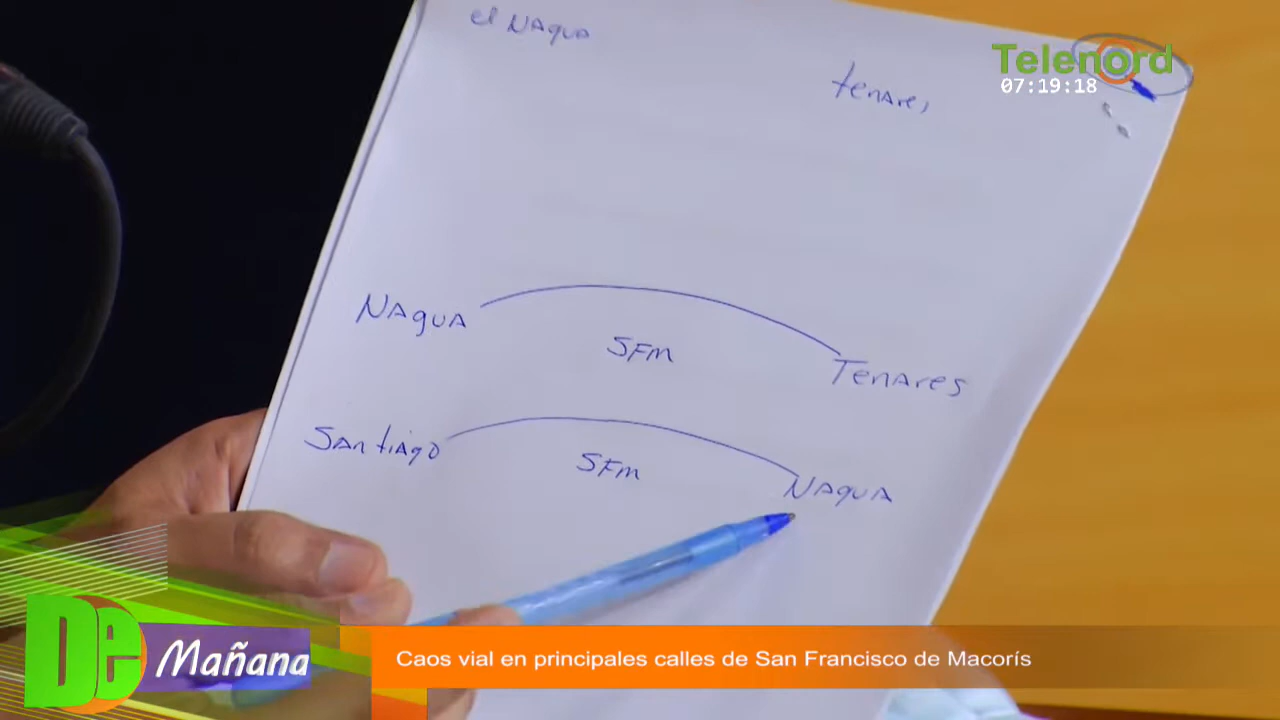 el NAGUA
tenares
Telenord
07:19:18
NAGUA
SFM
TENARES
SANtiAgo
SFM
NAGUA
De Mañana
Caos vial en principales calles de San Francisco de Macorís